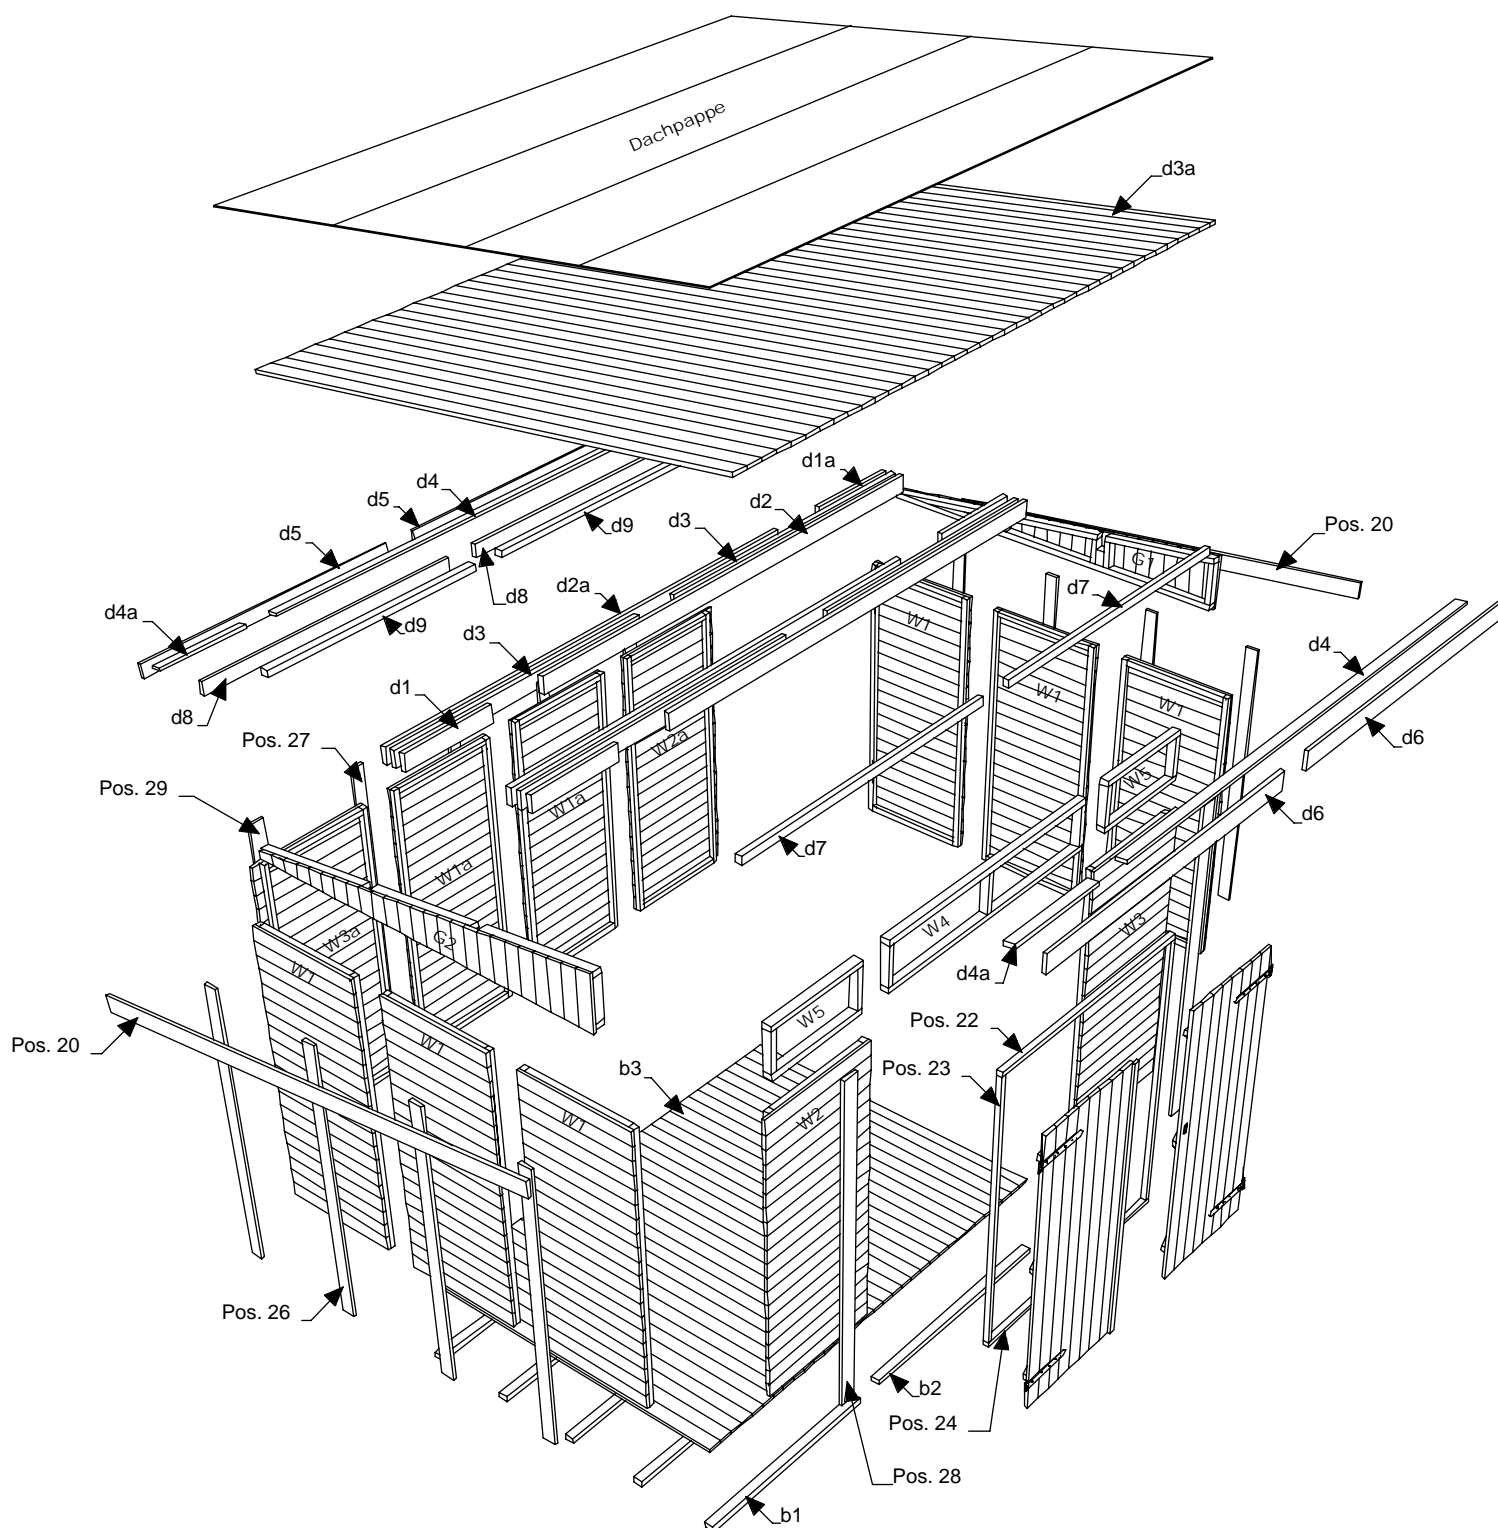 Dachpappe
d3a
d1a
d4
d2
d5
d3
d9
Pos. 20
d5
G1
d8
d7
d2a
d4a
d9
W1
d4
d3
d1
d8
W1
W1
Pos. 27
W2a
d6
W5
Pos. 29
W1a
d6
d7
W1a
W4
W3
G2
W3a
W1
d4a
W5
Pos. 22
Pos. 20
W1
b3
Pos. 23
W1
W2
Pos. 26
b2
Pos. 24
Pos. 28
b1